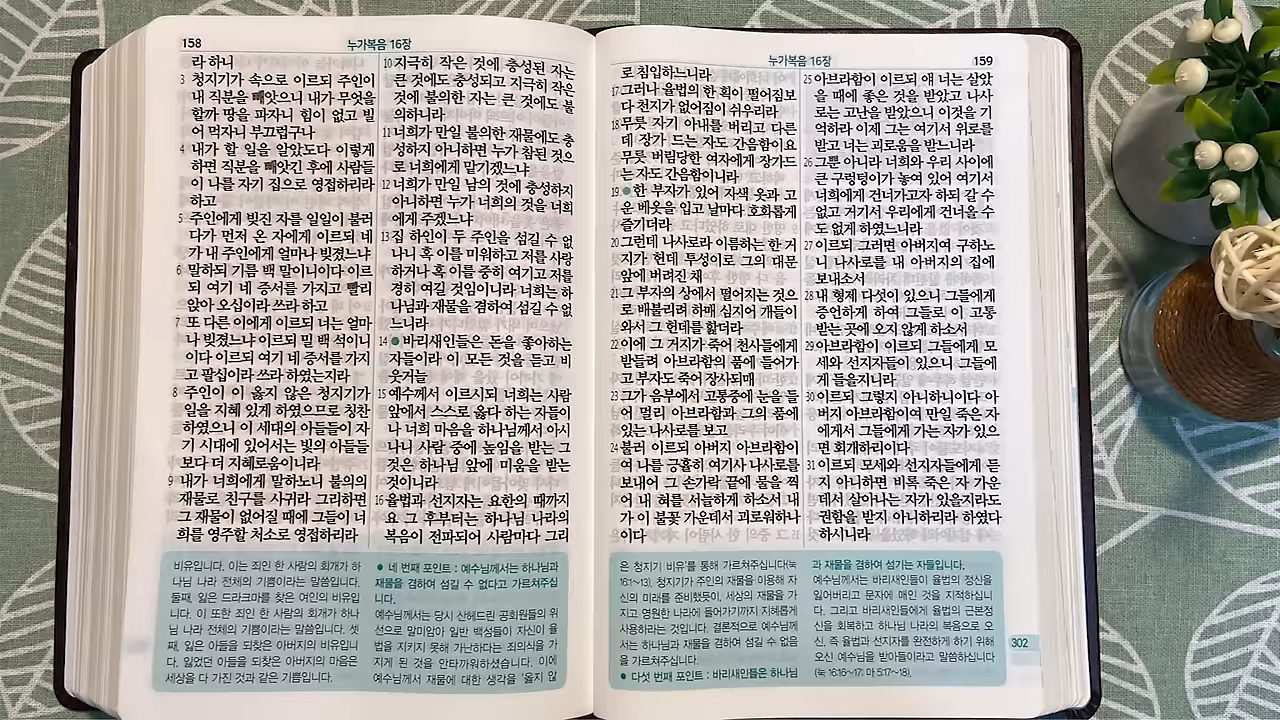 158
누가복음 16장
라 하니
3 청지기가 속으로 이르되 주인이
내 직분을 빼앗으니 내가 무엇을
할까 땅을 파자니 힘이 없고 빌
어 먹자니 부끄럽구나
4 내가 할 일을 알았도다 이렇게
하면 직분을 빼앗긴 후에 사람들
이 나를 자기 집으로 영접하리라
하고
5 주인에게 빚진 자를 일일이 불러
다가 먼저 온 자에게 이르되 네
가 내 주인에게 얼마나 빚졌느냐
6 말하되 기름 백 말이니이다 이르
되 여기 네 증서를 가지고 빨리
앉아 오십이라 쓰라 하고
7 또 다른 이에게 이르되 너는 얼마
나 빚졌느냐 이르되 밀 백 석이니
이다 이르되 여기 네 증서를 가지
고 팔십이라 쓰라 하였는지라
8 주인이 이 옳지 않은 청지기가
일을 지혜 있게 하였으므로 칭찬
하였으니 이 세대의 아들들이 자
기 시대에 있어서는 빛의 아들들
보다 더 지혜로움이니라
9 내가 너희에게 말하노니 불의의
재물로 친구를 사귀라 그리하면
그 재물이 없어질 때에 그들이 너
희를 영주할 처소로 영접하리라
10 지극히 작은 것에 충성된 자는
큰 것에도 충성되고 지극히 작은
것에 불의한 자는 큰 것에도 불
의하니라
11 너희가 만일 불의한 재물에도 충
성하지 아니하면 누가 참된 것으
로 너희에게 맡기겠느냐
12 너희가 만일 남의 것에 충성하지
아니하면 누가 너희의 것을 너희
에게 주겠느냐
13 집 하인이 두 주인을 섬길 수 없
나니 혹 이를 미워하고 저를 사랑
하거나 혹 이를 중히 여기고 저를
경히 여길 것임이니라 너희는 하
나님과 재물을 겸하여 섬길 수 없
느니라
14 ● 바리새인들은 돈을 좋아하는
자들이라 이 모든 것을 듣고 비
웃거늘
15 예수께서 이르시되 너희는 사람
앞에서 스스로 옳다 하는 자들이
나 너희 마음을 하나님께서 아시
나니 사람 중에 높임을 받는 그
것은 하나님 앞에 미움을 받는
것이니라
16 율법과 선지자는 요한의 때까지
요 그 후부터는 하나님 나라의
복음이 전파되어 사람마다 그리
비유입니다. 이는 죄인 한 사람의 회개가 하
나님 나라 전체의 기쁨이라는 말씀입니다.
둘째, 잃은 드라크마를 찾은 여인의 비유입
니다. 이 또한 죄인 한 사람의 회개가 하나
님 나라 전체의 기쁨이라는 말씀입니다. 셋
째, 잃은 아들을 되찾은 아버지의 비유입니
다. 잃었던 아들을 되찾은 아버지의 마음은
세상을 다 가진 것과 같은 기쁨입니다.
● 네 번째 포인트 : 예수님께서는 하나님과
재물을 겸하여 섬길 수 없다고 가르쳐주십
니다.
예수님께서는 당시 산헤드린 공회원들의 위
선으로 말미암아 일반 백성들이 자신이 율
법을 지키지 못해 가난하다는 죄의식을 가
지게 된 것을 안타까워하셨습니다. 이에
예수님께서 재물에 대한 생각을 '옳지 않
누가복음 16장
159
로 침입하느니라
17 그러나 율법의 한 획이 떨어짐보
다 천지가 없어짐이 쉬우리라
18 무릇 자기 아내를 버리고 다른
데 장가 드는 자도 간음함이요
무릇 버림당한 여자에게 장가드
는 자도 간음함이니라
19 ● 한 부자가 있어 자색 옷과 고
운 베옷을 입고 날마다 호화롭게
즐기더라
20 그런데 나사로라 이름하는 한 거
지가 헌데 투성이로 그의 대문
앞에 버려진 채
21 그 부자의 상에서 떨어지는 것으
로 배불리려 하매 심지어 개들이
와서 그 헌데를 핥더라
22 이에 그 거지가 죽어 천사들에게
받들려 아브라함의 품에 들어가
고 부자도 죽어 장사되매
23 그가 음부에서 고통중에 눈을 들
어 멀리 아브라함과 그의 품에
있는 나사로를 보고
24 불러 이르되 아버지 아브라함이
여 나를 긍휼히 여기사 나사로를
보내어 그 손가락 끝에 물을 찍
어 내 혀를 서늘하게 하소서 내
가 이 불꽃 가운데서 괴로워하나
이다
25 아브라함이 이르되 얘 너는 살았
을 때에 좋은 것을 받았고 나사
로는 고난을 받았으니 이것을 기
억하라 이제 그는 여기서 위로를
받고 너는 괴로움을 받느니라
26 그뿐 아니라 너희와 우리 사이에
큰 구렁텅이가 놓여 있어 여기서
너희에게 건너가고자 하되 갈 수
없고 거기서 우리에게 건너올 수
도 없게 하였느니라
27 이르되 그러면 아버지여 구하노
니 나사로를 내 아버지의 집에
보내소서
28 내 형제 다섯이 있으니 그들에게
증언하게 하여 그들로 이 고통
받는 곳에 오지 않게 하소서
29 아브라함이 이르되 그들에게 모
세와 선지자들이 있으니 그들에
게 들을지니라
30 이르되 그렇지 아니하니이다 아
버지 아브라함이여 만일 죽은 자
에게서 그들에게 가는 자가 있으
면 회개하리이다
31 이르되 모세와 선지자들에게 듣
지 아니하면 비록 죽은 자 가운
데서 살아나는 자가 있을지라도
권함을 받지 아니하리라 하였다
하시니라
은 청지기 비유'를 통해 가르쳐주십니다(눅
16:1~13). 청지기가 주인의 재물을 이용해 자
신의 미래를 준비했듯이, 세상의 재물을 가
지고 영원한 나라에 들어가기까지 지혜롭게
사용하라는 것입니다. 결론적으로 예수님께
서는 하나님과 재물을 겸하여 섬길 수 없음
을 가르쳐주십니다.
● 다섯 번째 포인트 : 바리새인들은 하나님
과 재물을 겸하여 섬기는 자들입니다.
예수님께서는 바리새인들이 율법의 정신을
잃어버리고 문자에 매인 것을 지적하십니
다. 그리고 바리새인들에게 율법의 근본정
신을 회복하고 하나님 나라의 복음으로 오
신, 즉 율법과 선지자를 완전하게 하기 위해
오신 예수님을 받아들이라고 말씀하십니다
(눅 16:16~17; 마 5:17~18).
302